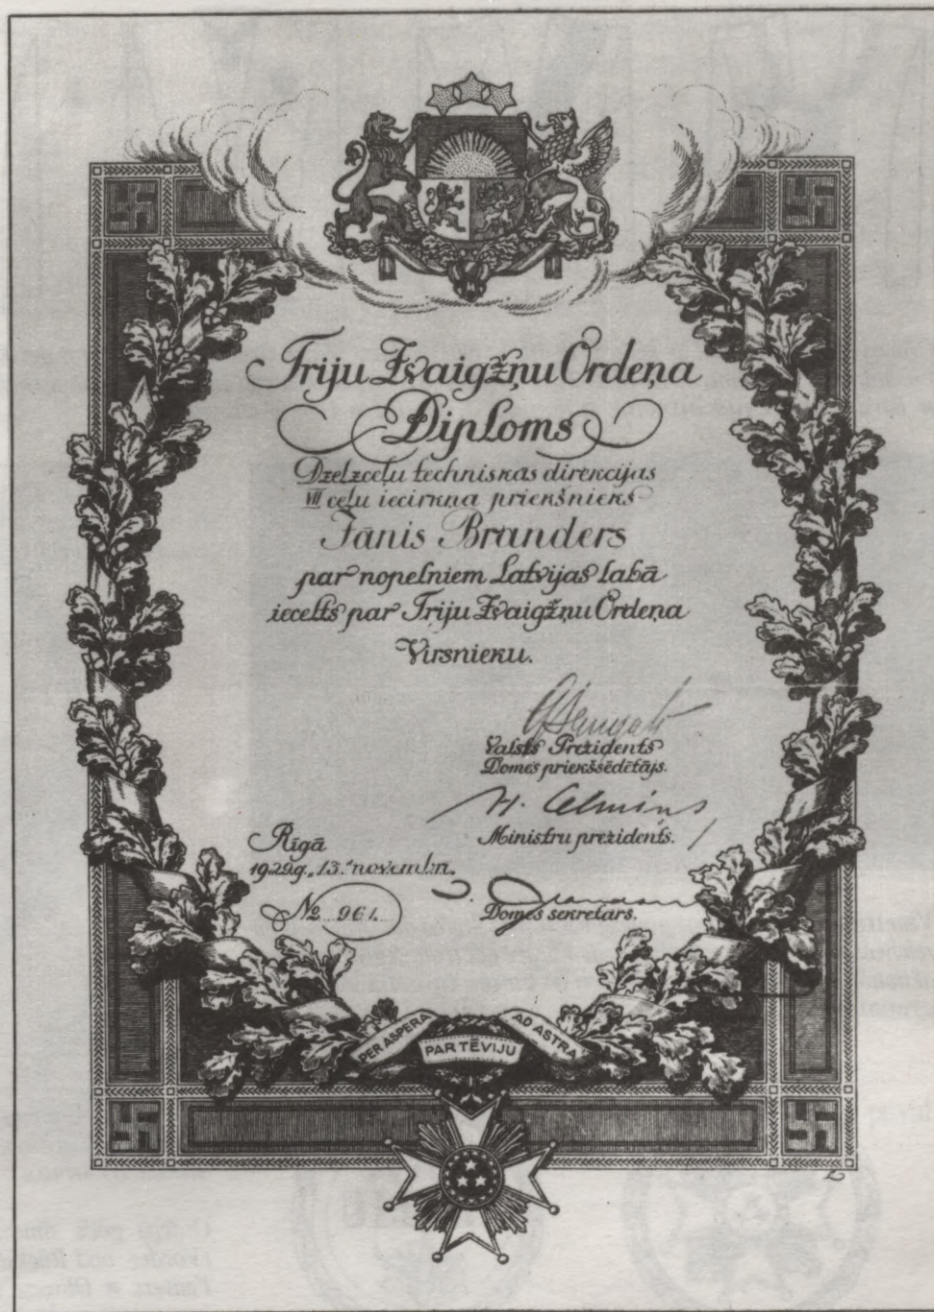 Triju Zvaigžņu Ordeņa
Diploms
Dzelzceļu techniskās direkcijas
VII ceļu iecirkņa priekšnieks
Jānis Branders
par nopelniem Latvijas labā
iecelts par Triju Zvaigžņu Ordeņa
Virsnieku.
Valsts Prezidents
Domes priekšsēdētājs.
H. Celmins
Ministru prezidents.
Rīgā
1929g. „13.“ novembrī.
№ 961.
Domes sekretārs.
PER ASPERA
AD ASTRA
PAR TĒVIJU